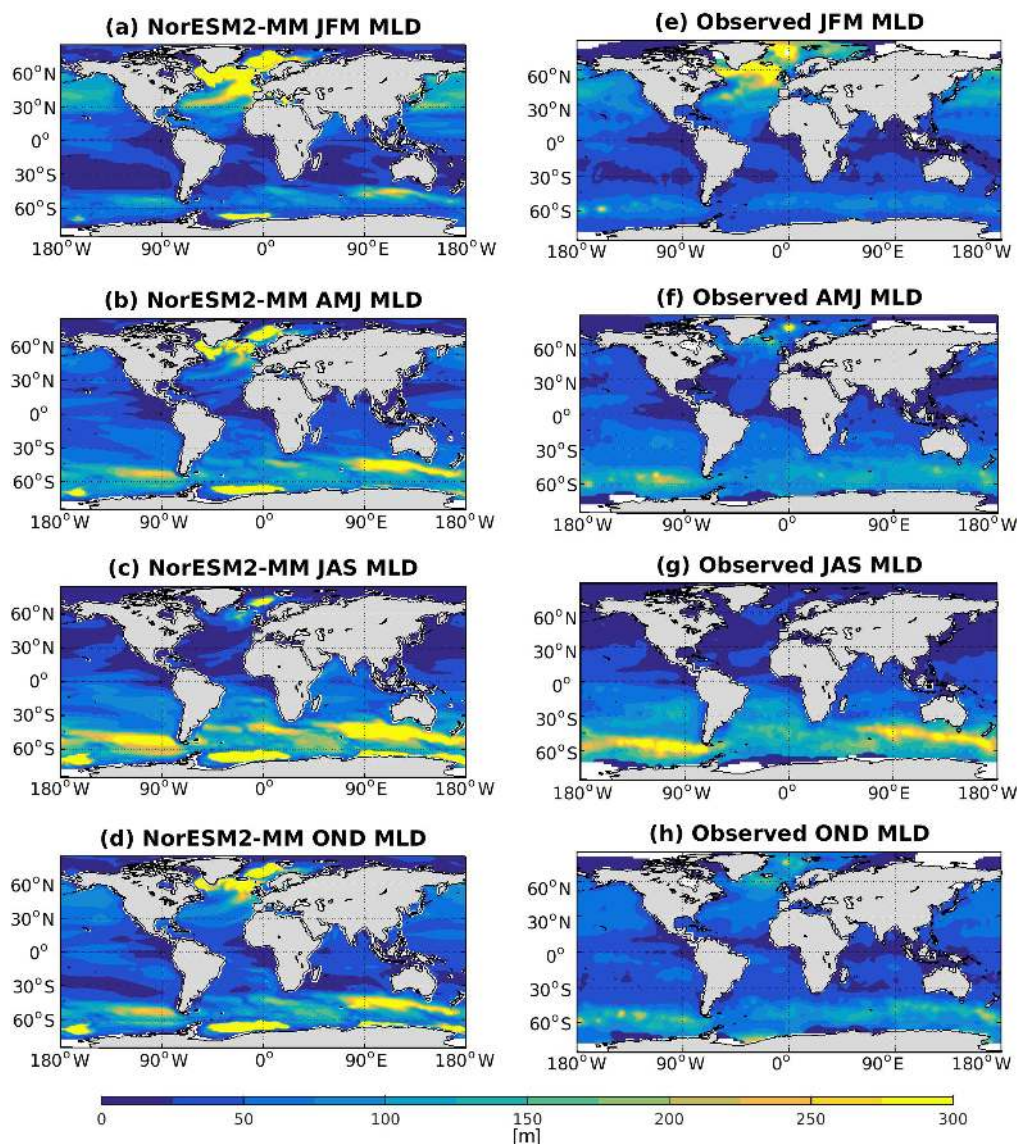 (a) NorESM2-MM JFM MLD
60°N
30°N
0°
30°S
60°S
180°W 90°W 0° 90°E 180°W
(e) Observed JFM MLD
60°N
30°N
0°
30°S
60°S
180°W 90°W 0° 90°E 180°W
(b) NorESM2-MM AMJ MLD
60°N
30°N
0°
30°S
60°S
180°W 90°W 0° 90°E 180°W
(f) Observed AMJ MLD
60°N
30°N
0°
30°S
60°S
180°W 90°W 0° 90°E 180°W
(c) NorESM2-MM JAS MLD
60°N
30°N
0°
30°S
60°S
180°W 90°W 0° 90°E 180°W
(g) Observed JAS MLD
60°N
30°N
0°
30°S
60°S
180°W 90°W 0° 90°E 180°W
(d) NorESM2-MM OND MLD
60°N
30°N
0°
30°S
60°S
180°W 90°W 0° 90°E 180°W
(h) Observed OND MLD
60°N
30°N
0°
30°S
60°S
180°W 90°W 0° 90°E 180°W
0 50 100 150 200 250 300
[m]